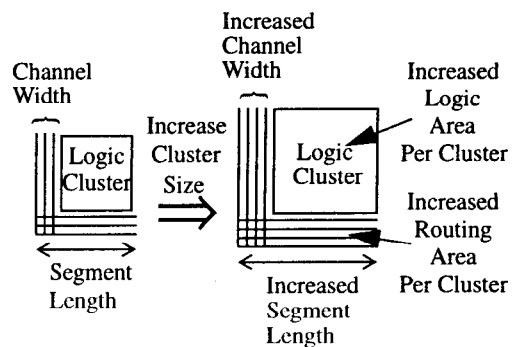 Channel
Width
Logic
Cluster
Segment
Length
Increase
Cluster
Size
Increased
Channel
Width
Logic
Cluster
Increased Segment
Length
Increased
Logic
Area
Per Cluster
Increased
Routing
Area
Per Cluster